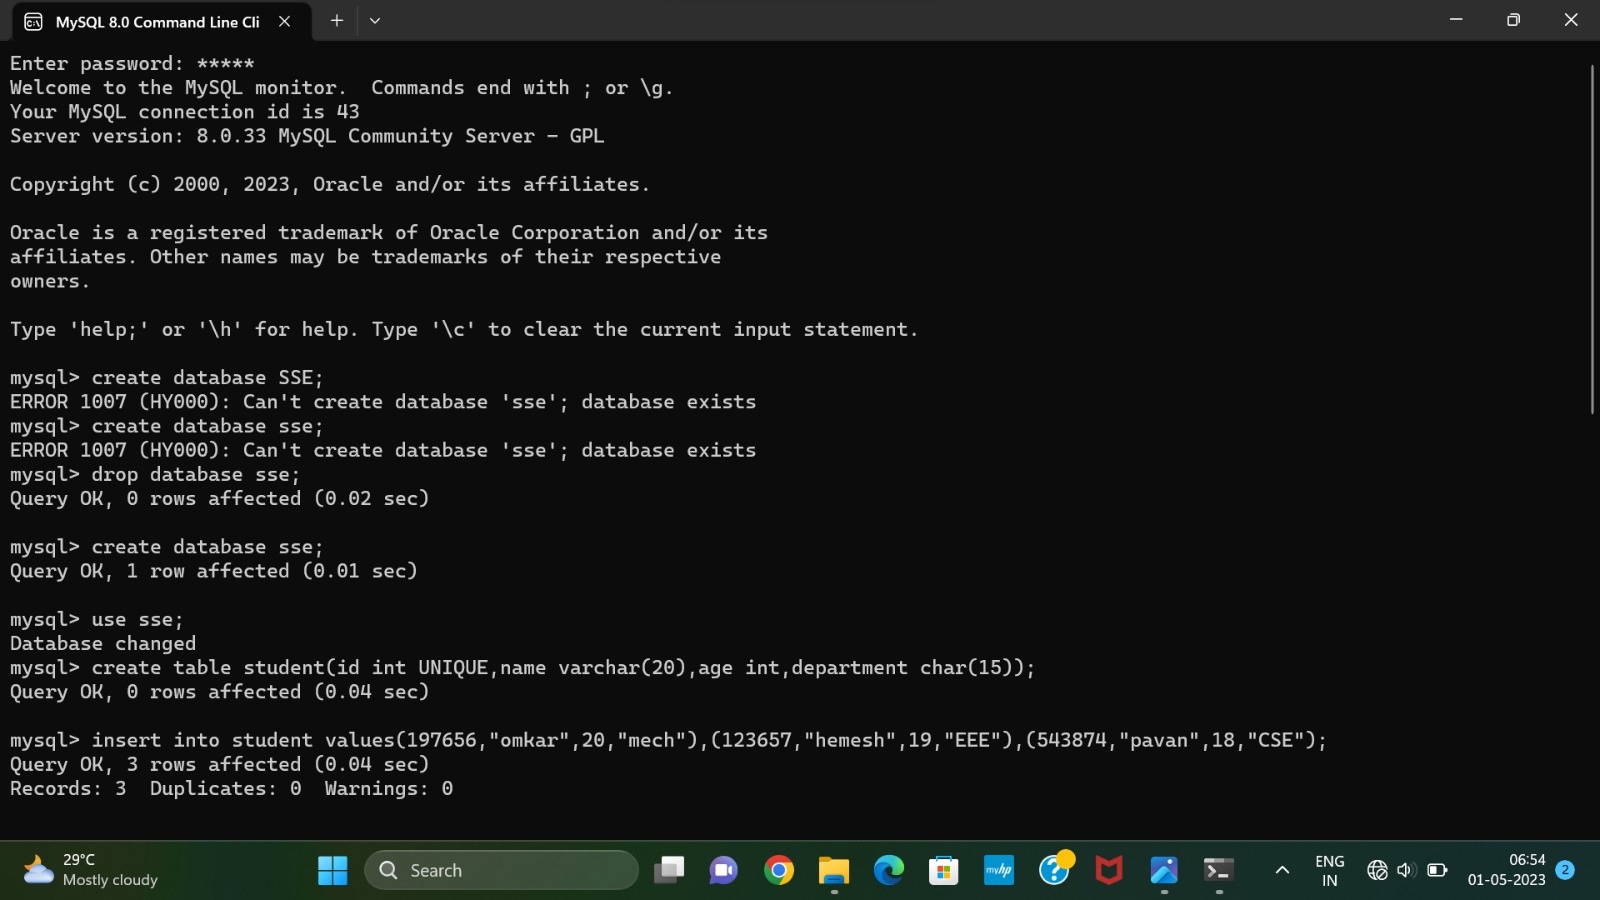 MySQL 8.0 Command Line Cli
Enter password: *****
Welcome to the MySQL monitor.  Commands end with ; or \g.
Your MySQL connection id is 43
Server version: 8.0.33 MySQL Community Server - GPL
Copyright (c) 2000, 2023, Oracle and/or its affiliates.
Oracle is a registered trademark of Oracle Corporation and/or its
affiliates. Other names may be trademarks of their respective
owners.
Type 'help;' or '\h' for help. Type '\c' to clear the current input statement.
mysql> create database SSE;
ERROR 1007 (HY000): Can't create database 'sse'; database exists
mysql> create database sse;
ERROR 1007 (HY000): Can't create database 'sse'; database exists
mysql> drop database sse;
Query OK, 0 rows affected (0.02 sec)
mysql> create database sse;
Query OK, 1 row affected (0.01 sec)
mysql> use sse;
Database changed
mysql> create table student(id int UNIQUE,name varchar(20),age int,department char(15));
Query OK, 0 rows affected (0.04 sec)
mysql> insert into student values(197656,"omkar",20,"mech"),(123657,"hemesh",19,"EEE"),(543874,"pavan",18,"CSE");
Query OK, 3 rows affected (0.04 sec)
Records: 3  Duplicates: 0  Warnings: 0
29°C
Mostly cloudy
Search
myhp
ENG
IN
06:54
01-05-2023
2